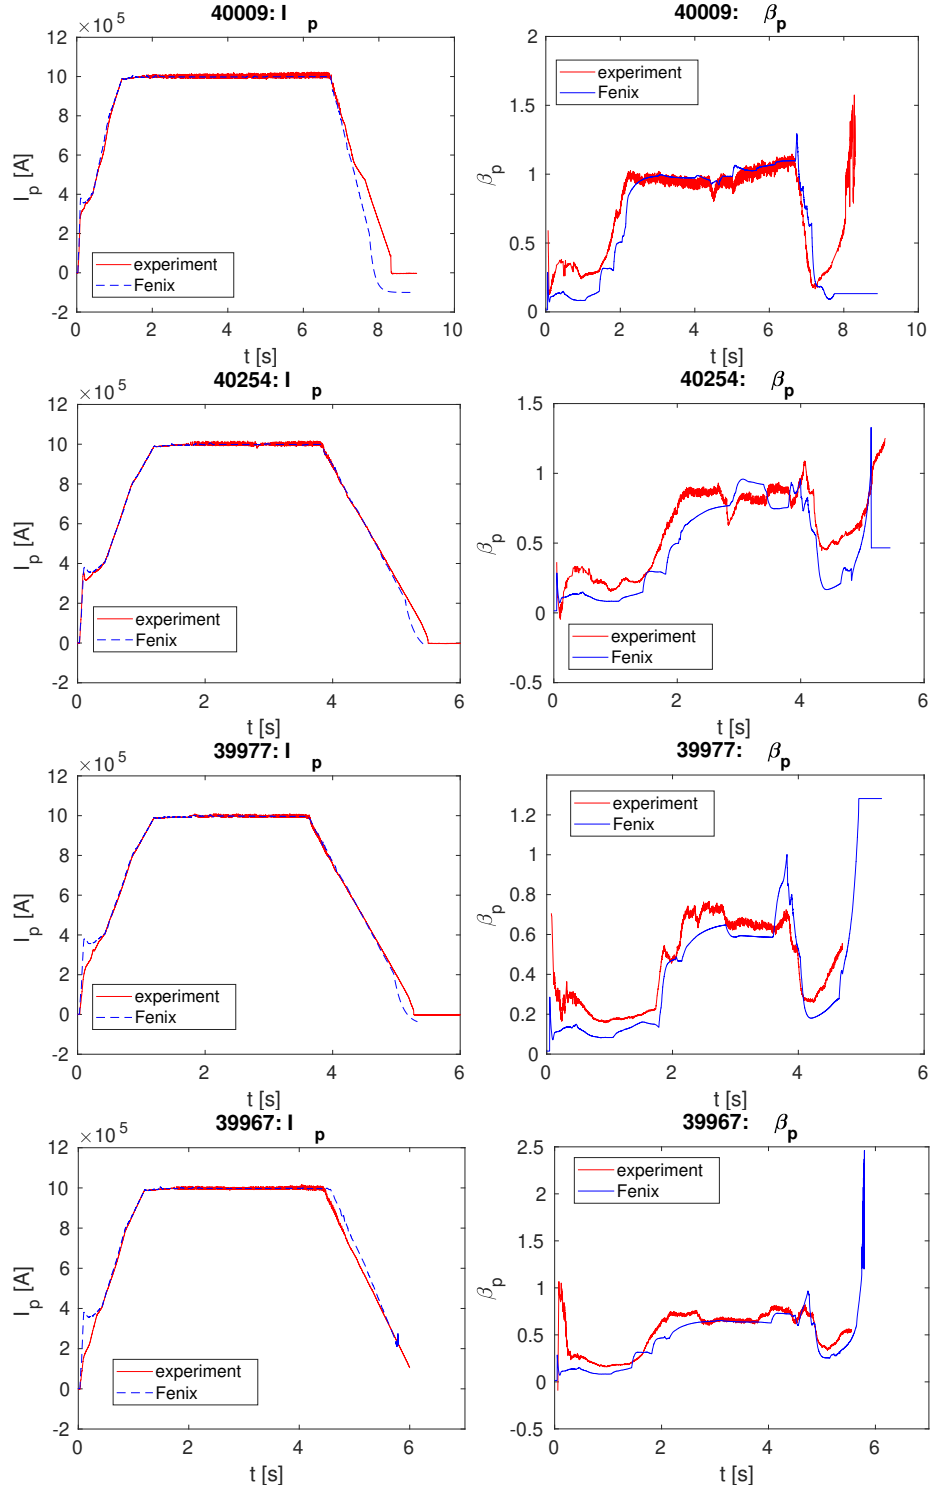 40009: I p
×10 5
12
10
8
6
4
2
0
-2
0 2 4 6 8 10
I p [A]
t [s]
experiment
Fenix
40009: β p
2
1.5
1
0.5
0
0 2 4 6 8 10
β p
t [s]
experiment
Fenix
40254: I p
×10 5
12
10
8
6
4
2
0
-2
0 2 4 6
I p [A]
t [s]
experiment
Fenix
40254: β p
1.5
1
0.5
0
-0.5
0 2 4 6
β p
t [s]
experiment
Fenix
39977: I p
×10 5
12
10
8
6
4
2
0
-2
0 2 4 6
I p [A]
t [s]
experiment
Fenix
39977: β p
1.2
1
0.8
0.6
0.4
0.2
0
0 2 4 6
β p
t [s]
experiment
Fenix
39967: I p
×10 5
12
10
8
6
4
2
0
-2
0 2 4 6
I p [A]
t [s]
experiment
Fenix
39967: β p
2.5
2
1.5
1
0.5
0
-0.5
0 2 4 6
β p
t [s]
experiment
Fenix